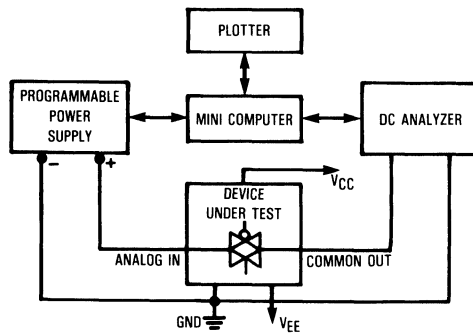 PLOTTER
PROGRAMMABLE
POWER
SUPPLY
MINI COMPUTER
DC ANALYZER
- +
VCC
DEVICE
UNDER TEST
ANALOG IN
COMMON OUT
GND
VEE